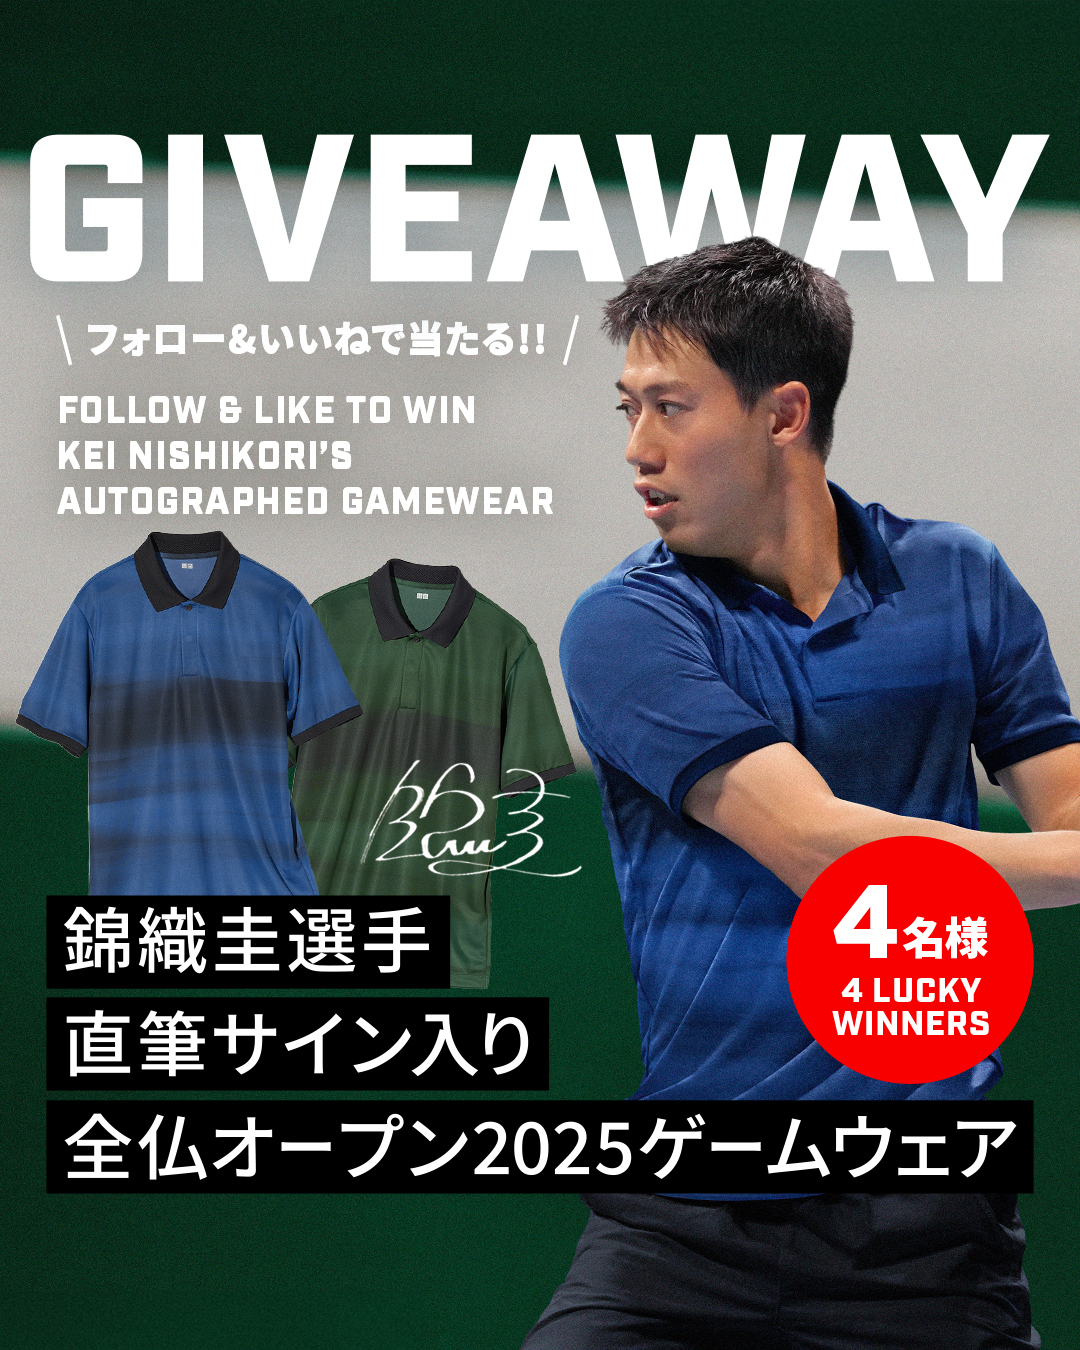 GIVEAWAY
\ フォロー&いいねで当たる!! /
FOLLOW & LIKE TO WIN
KEI NISHIKORI'S
AUTOGRAPHED GAMEWEAR
錦織圭選手
直筆サイン入り
全仏オープン2025ゲームウェア
4名様
4 LUCKY
WINNERS